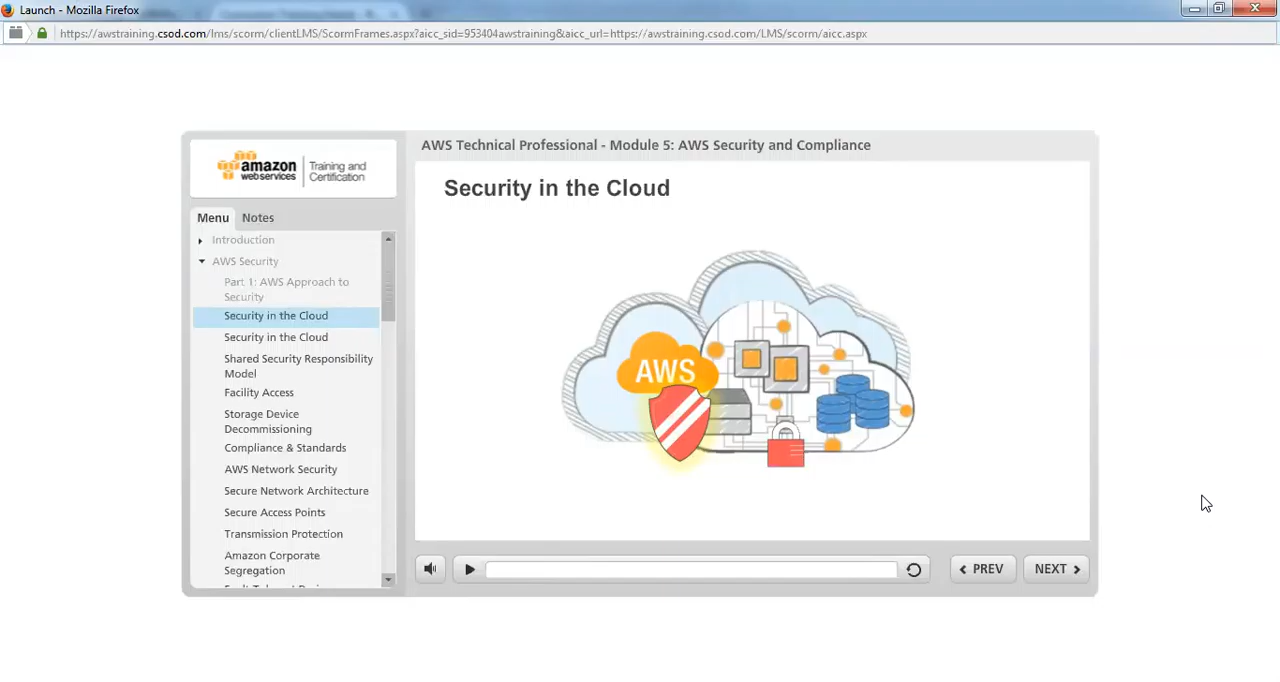 Launch - Mozilla Firefox
https://awstraining.csod.com/lms/scorm/clientLMS/ScormFrames.aspx?aicc_sid=953404awstraining&aicc_url=https://awstraining.csod.com/LMS/scorm/aicc.aspx
amazon
webservices
Training and
Certification
AWS Technical Professional - Module 5: AWS Security and Compliance
Menu
Notes
Introduction
AWS Security
Part 1: AWS Approach to
Security
Security in the Cloud
Security in the Cloud
Shared Security Responsibility
Model
Facility Access
Storage Device
Decommissioning
Compliance & Standards
AWS Network Security
Secure Network Architecture
Secure Access Points
Transmission Protection
Amazon Corporate
Segregation
Security in the Cloud
AWS
PREV
NEXT